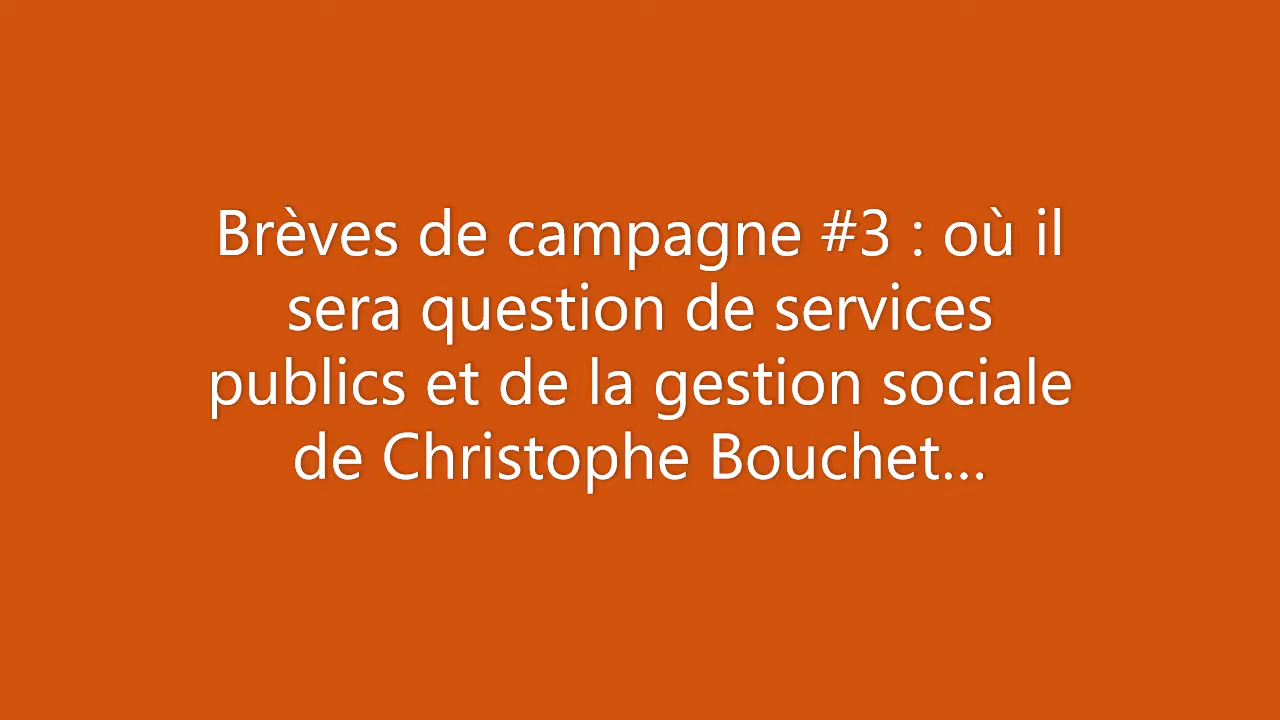 Brèves de campagne #3 : où il
sera question de services
publics et de la gestion sociale
de Christophe Bouchet...